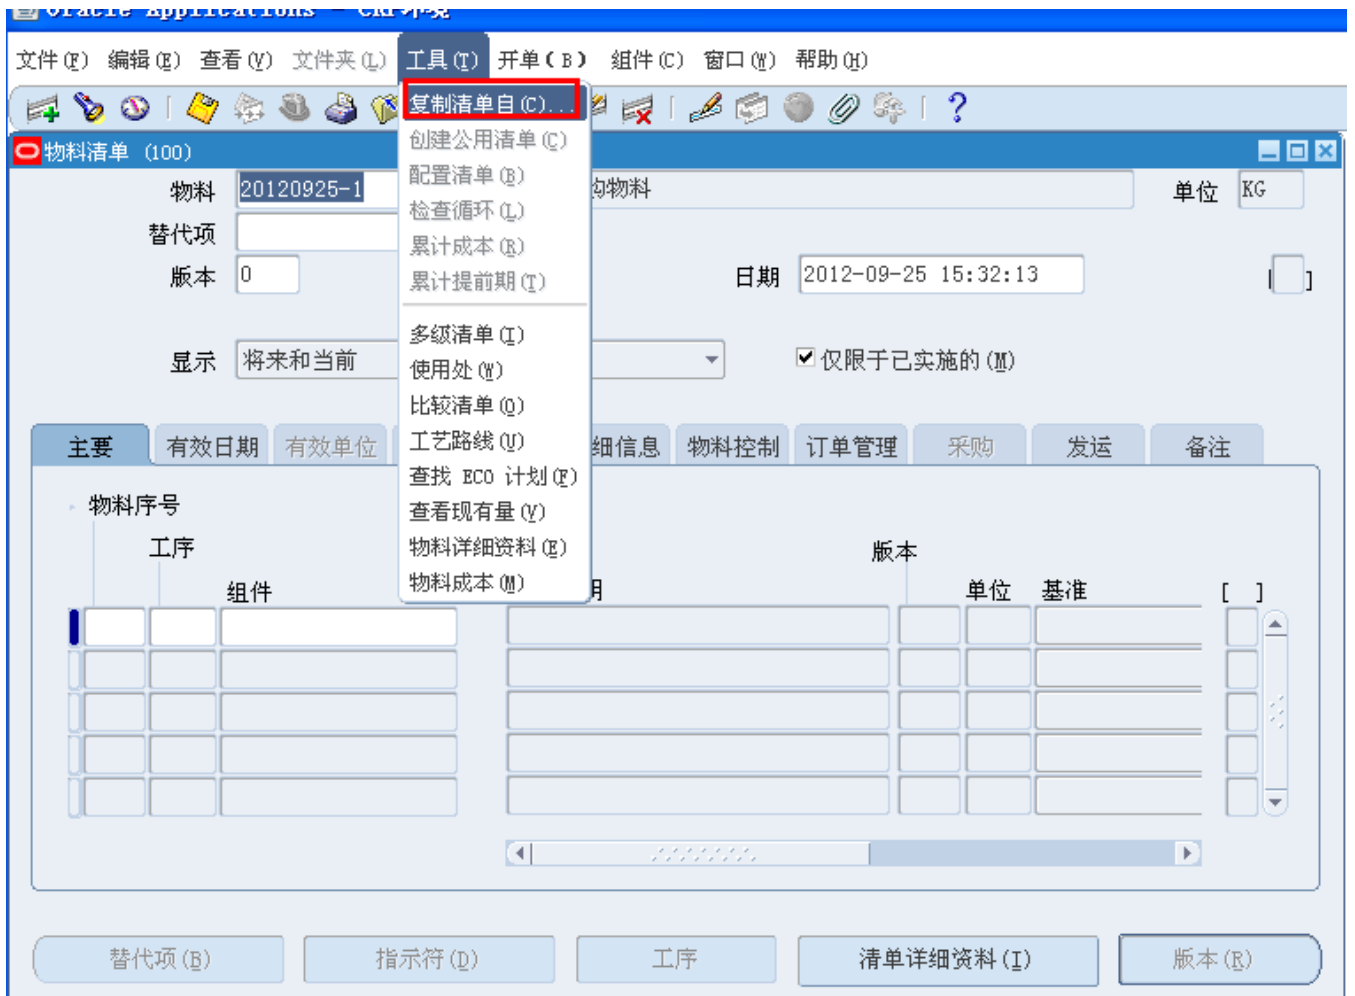 Oracle Applications - CRP环境
文件(F) 编辑(E) 查看(V) 文件夹(L) 工具(T) 开单(B) 组件(C) 窗口(W) 帮助(H)
复制清单自(C)...
创建公用清单(C)
配置清单(B)
检查循环(L)
累计成本(R)
累计提前期(T)
多级清单(I)
使用处(W)
比较清单(O)
工艺路线(U)
查找 ECO 计划(F)
查看现有量(V)
物料详细资料(E)
物料成本(M)
?
物料清单 (100)
物料 20120925-1 购物料 单位 KG
替代项
版本 0 日期 2012-09-25 15:32:13 [ ]
显示 将来和当前 仅限于已实施的(M)
主要 有效日期 有效单位 细信息 物料控制 订单管理 采购 发运 备注
物料序号
工序 版本
组件 明 单位 基准 [ ]
替代项(B) 指示符(D) 工序 清单详细资料(I) 版本(R)